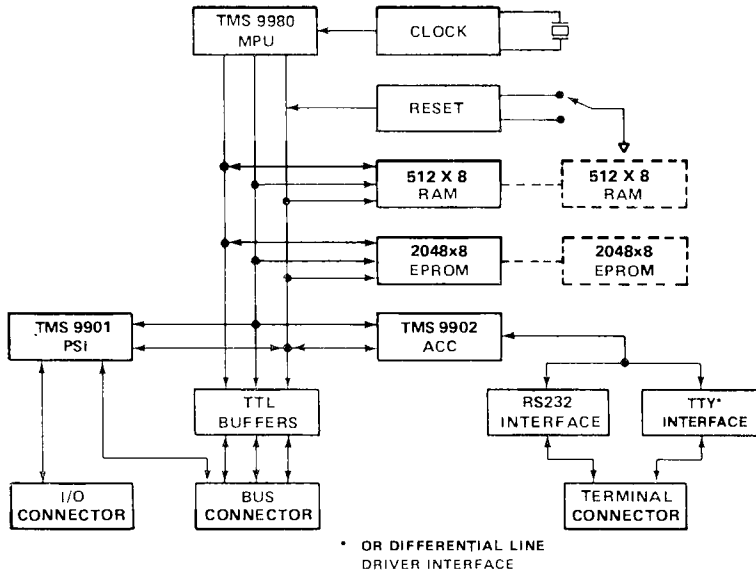 TMS 9980
MPU
CLOCK
RESET
512 X 8
RAM
512 X 8
RAM
2048x8
EPROM
2048x8
EPROM
TMS 9901
PSI
TMS 9902
ACC
TTL
BUFFERS
RS232
INTERFACE
TTY*
INTERFACE
I/O
CONNECTOR
BUS
CONNECTOR
TERMINAL
CONNECTOR
* OR DIFFERENTIAL LINE
DRIVER INTERFACE